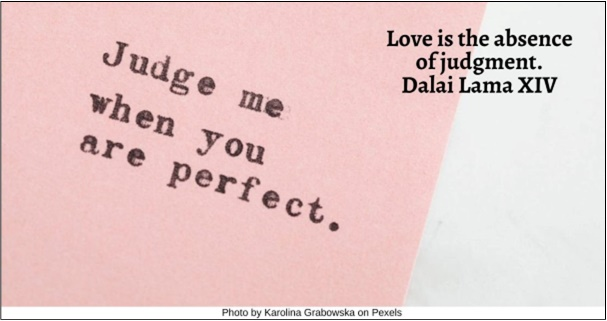 Judge me
when you
are perfect.
Love is the absence
of judgment.
Dalai Lama XIV
Photo by Karolina Grabowska on Pexels